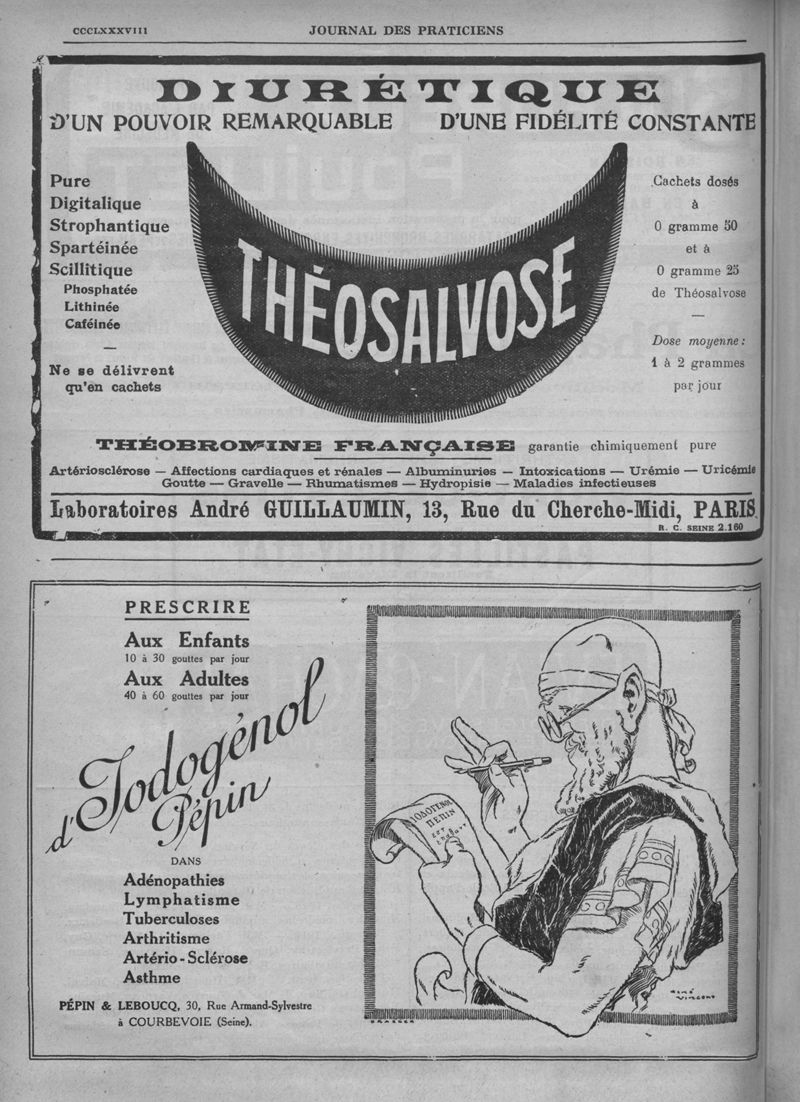 CCCLXXXVIII JOURNAL DES PRATICIENS
DIURÉTIQUE
D'UN POUVOIR REMARQUABLE D'UNE FIDÉLITÉ CONSTANTE
Pure
Digitalique
Strophantique
Spartéinée
Scillitique
Phosphatée
Lithinée
Caféinée
—
Ne se délivrent
qu'en cachets
THÉOSALVOSE
Cachets dosés
à
0 gramme 50
et à
0 gramme 25
de Théosalvose
—
Dose moyenne :
1 à 2 grammes
par jour
THÉOBROMINE FRANÇAISE garantie chimiquement pure
Artériosclérose — Affections cardiaques et rénales — Albuminuries — Intoxications — Urémie — Uricémie
Goutte — Gravelle — Rhumatismes — Hydropisie — Maladies infectieuses
Laboratoires André GUILLAUMIN, 13, Rue du Cherche-Midi, PARIS
R. C. SEINE 2.160
PRESCRIRE
Aux Enfants
10 à 30 gouttes par jour
Aux Adultes
40 à 60 gouttes par jour
d'Iodogénol
Pépin
DANS
Adénopathies
Lymphatisme
Tuberculoses
Arthritisme
Artério-Sclérose
Asthme
PÉPIN & LEBOUCQ, 30, Rue Armand-Sylvestre
à COURBEVOIE (Seine).
IODOGENOL
PEPIN
RENÉ
VINCENT